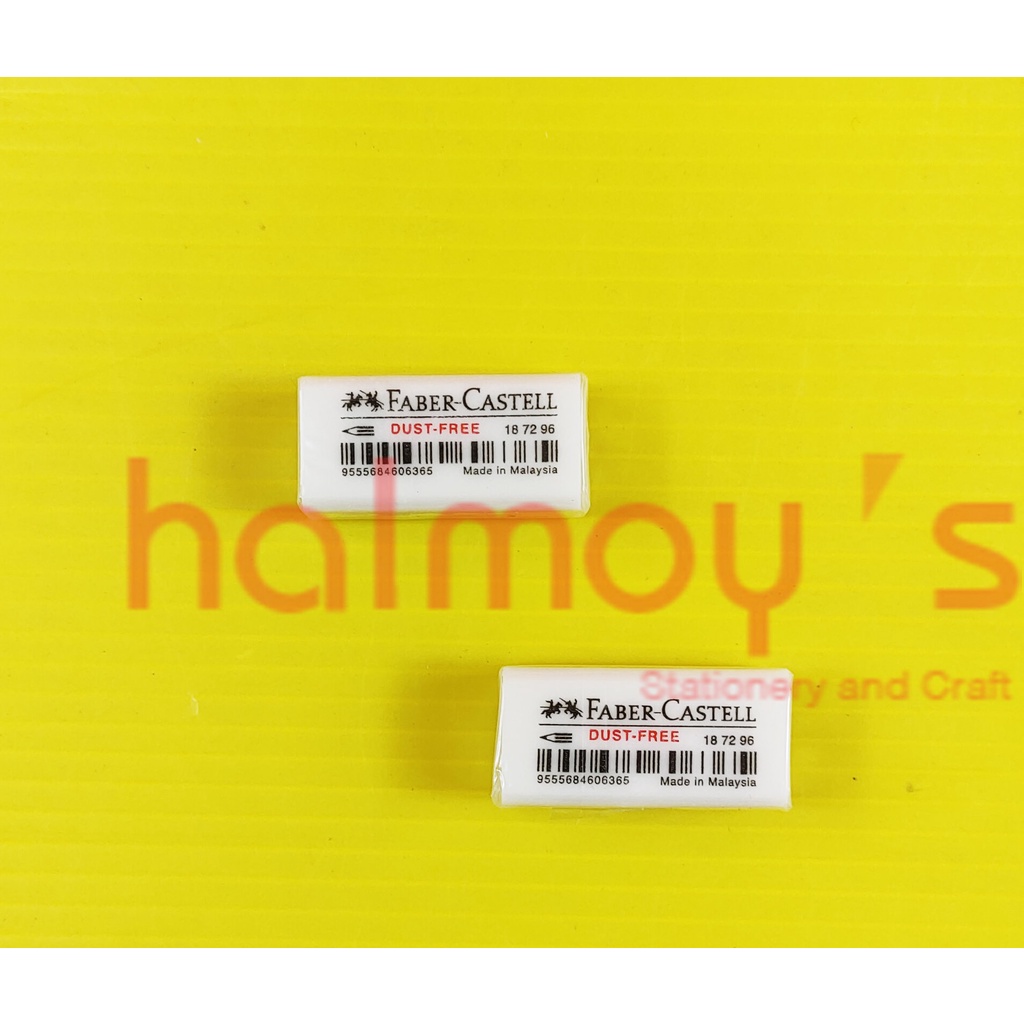 FABER-CASTELL
DUST-FREE 18 72 96
9555684606365 Made in Malaysia
halmoy's
Stationery and Craft
FABER-CASTELL
DUST-FREE 18 72 96
9555684606365 Made in Malaysia